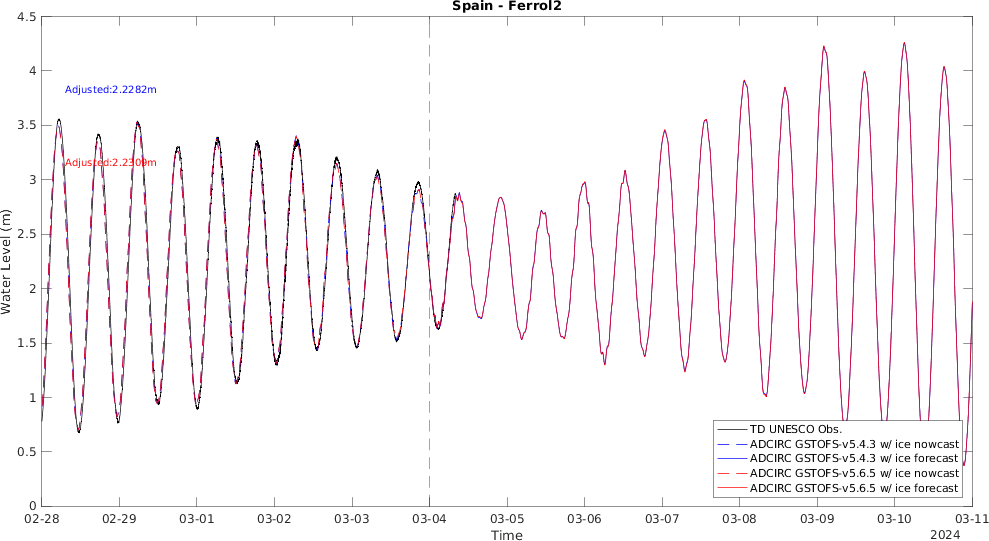 Spain - Ferrol2
4.5
4
3.5
3
2.5
2
1.5
1
0.5
0
Water Level (m)
Adjusted:2.2282m
Adjusted:2.2309m
TD UNESCO Obs.
ADCIRC GSTOFS-v5.4.3 w/ ice nowcast
ADCIRC GSTOFS-v5.4.3 w/ ice forecast
ADCIRC GSTOFS-v5.6.5 w/ ice nowcast
ADCIRC GSTOFS-v5.6.5 w/ ice forecast
02-28 02-29 03-01 03-02 03-03 03-04 03-05 03-06 03-07 03-08 03-09 03-10 03-11
Time
2024